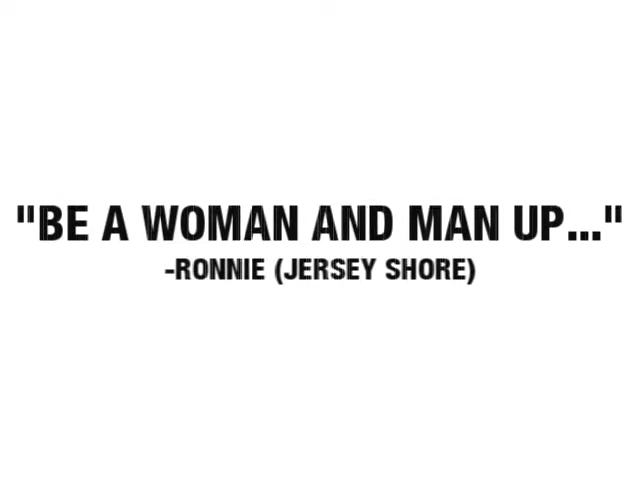 "BE A WOMAN AND MAN UP..."
-RONNIE (JERSEY SHORE)